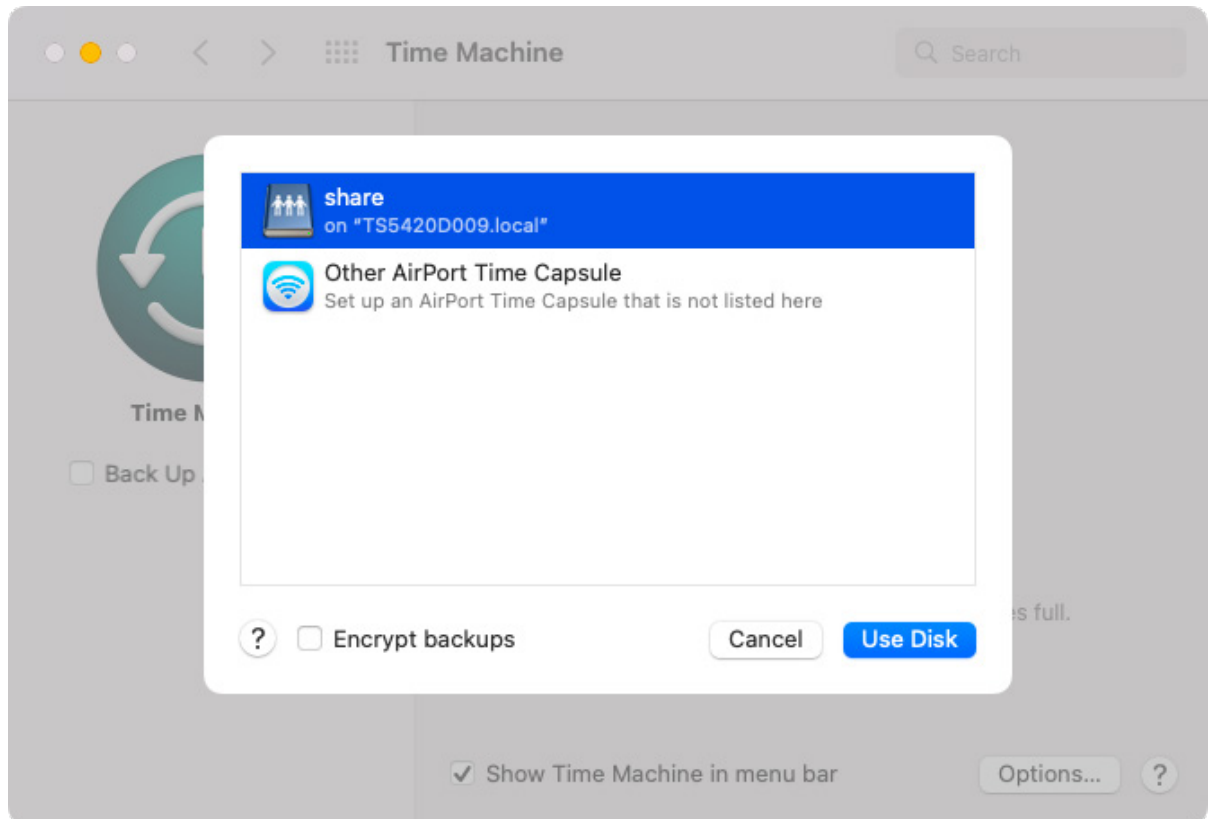 Time Machine
Search
share
on "TS5420D009.local"
Other AirPort Time Capsule
Set up an AirPort Time Capsule that is not listed here
Time
Back Up
full.
? Encrypt backups
Cancel
Use Disk
Show Time Machine in menu bar
Options...
?